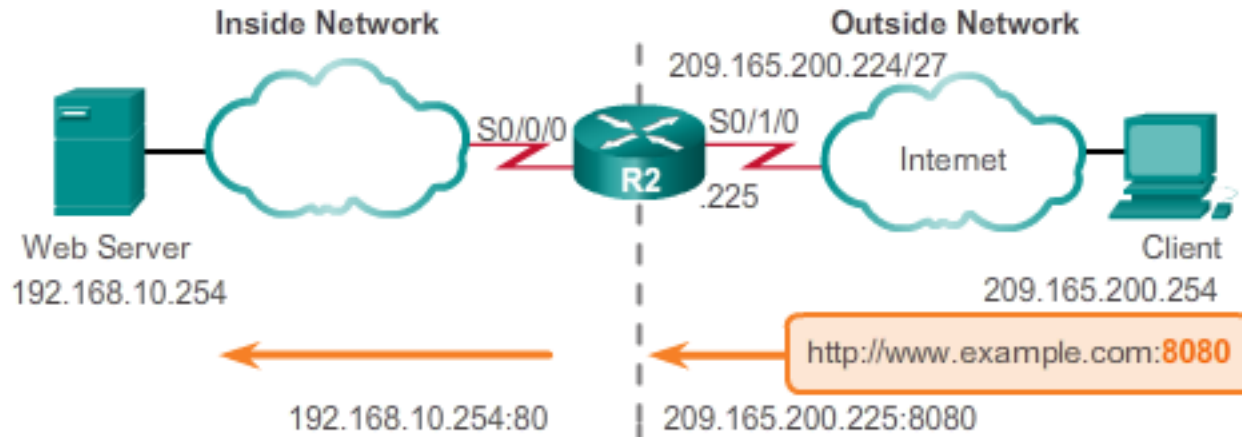 Inside Network
Outside Network
209.165.200.224/27
S0/0/0
S0/1/0
Internet
R2
.225
Web Server
Client
192.168.10.254
209.165.200.254
http://www.example.com:8080
192.168.10.254:80
209.165.200.225:8080